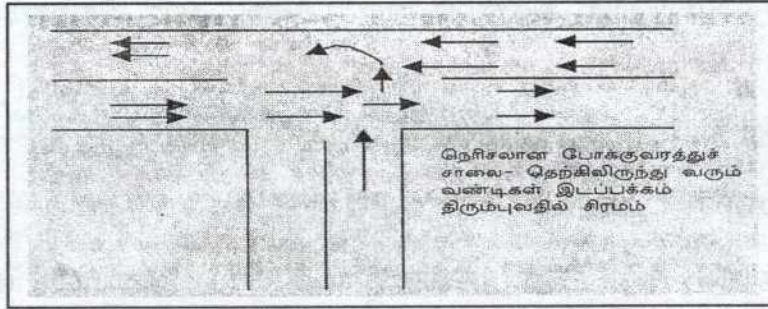 நெரிசலான போக்குவரத்துச்
சாலை- தெற்கிலிருந்து வரும்
வண்டிகள் இடப்பக்கம்
திரும்புவதில் சிரமம்